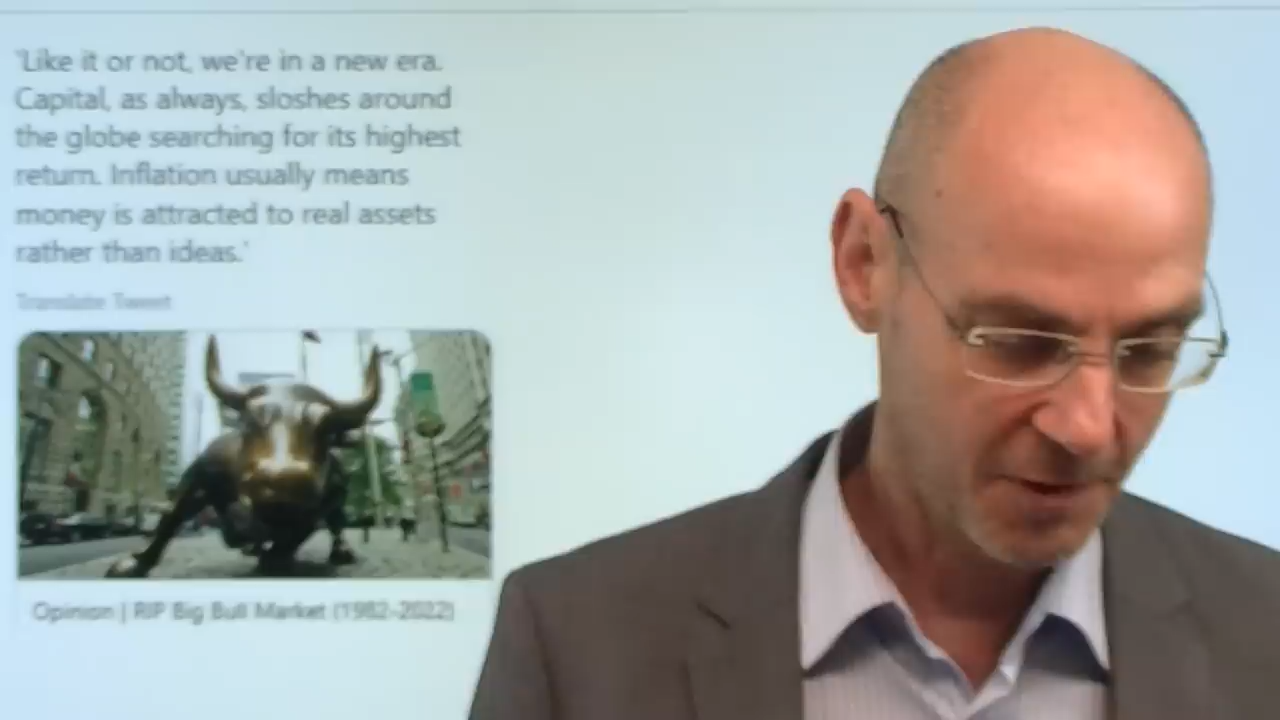 'Like it or not, we're in a new era.
Capital, as always, sloshes around
the globe searching for its highest
return. Inflation usually means
money is attracted to real assets
rather than ideas.'
Translate Tweet
Opinion | RIP Big Bull Market (1982-2022)